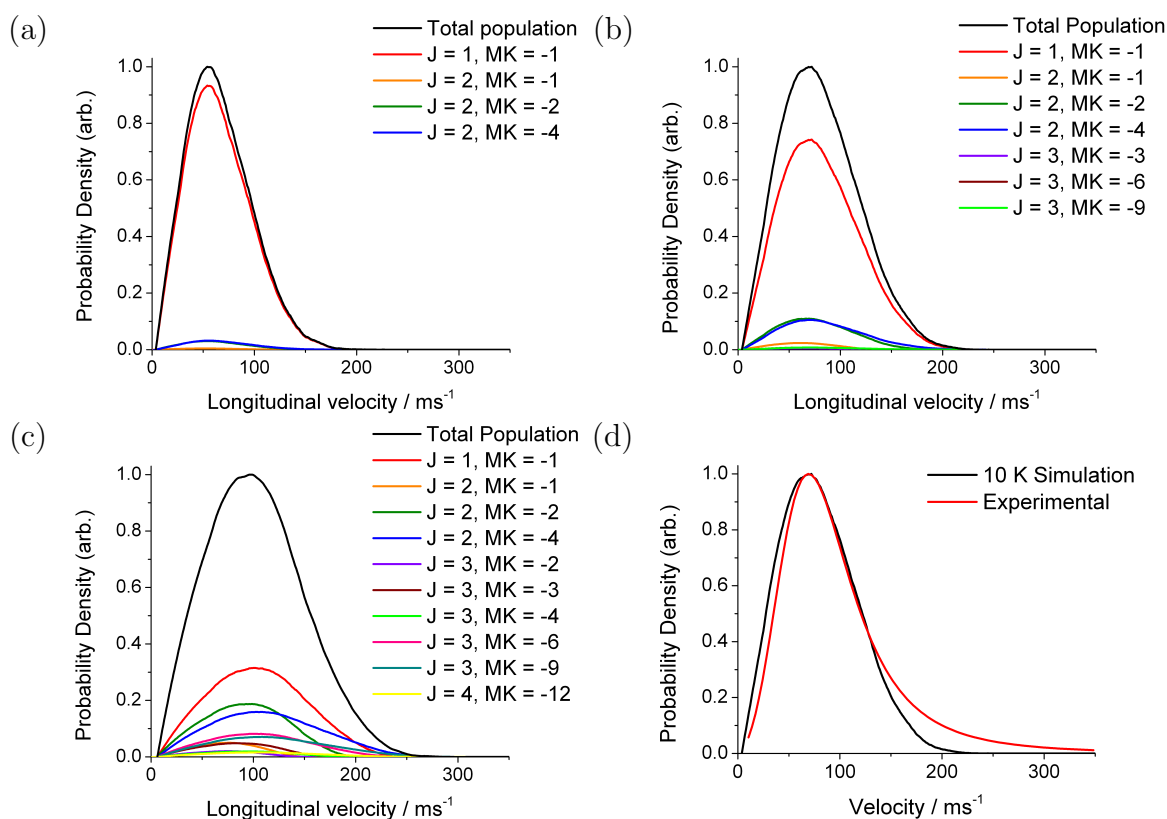 (a)
Total population
J = 1, MK = -1
J = 2, MK = -1
J = 2, MK = -2
J = 2, MK = -4
1.0
0.8
0.6
0.4
0.2
0.0
0
100
200
300
Probability Density (arb.)
Longitudinal velocity / ms⁻¹
(b)
Total Population
J = 1, MK = -1
J = 2, MK = -1
J = 2, MK = -2
J = 2, MK = -4
J = 3, MK = -3
J = 3, MK = -6
J = 3, MK = -9
1.0
0.8
0.6
0.4
0.2
0.0
0
100
200
300
Probability Density (arb.)
Longitudinal velocity / ms⁻¹
(c)
Total Population
J = 1, MK = -1
J = 2, MK = -1
J = 2, MK = -2
J = 2, MK = -4
J = 3, MK = -2
J = 3, MK = -3
J = 3, MK = -4
J = 3, MK = -6
J = 3, MK = -9
J = 4, MK = -12
1.0
0.8
0.6
0.4
0.2
0.0
0
100
200
300
Probability Density (arb.)
Longitudinal velocity / ms⁻¹
(d)
10 K Simulation
Experimental
1.0
0.8
0.6
0.4
0.2
0.0
0
100
200
300
Probability Density (arb.)
Velocity / ms⁻¹